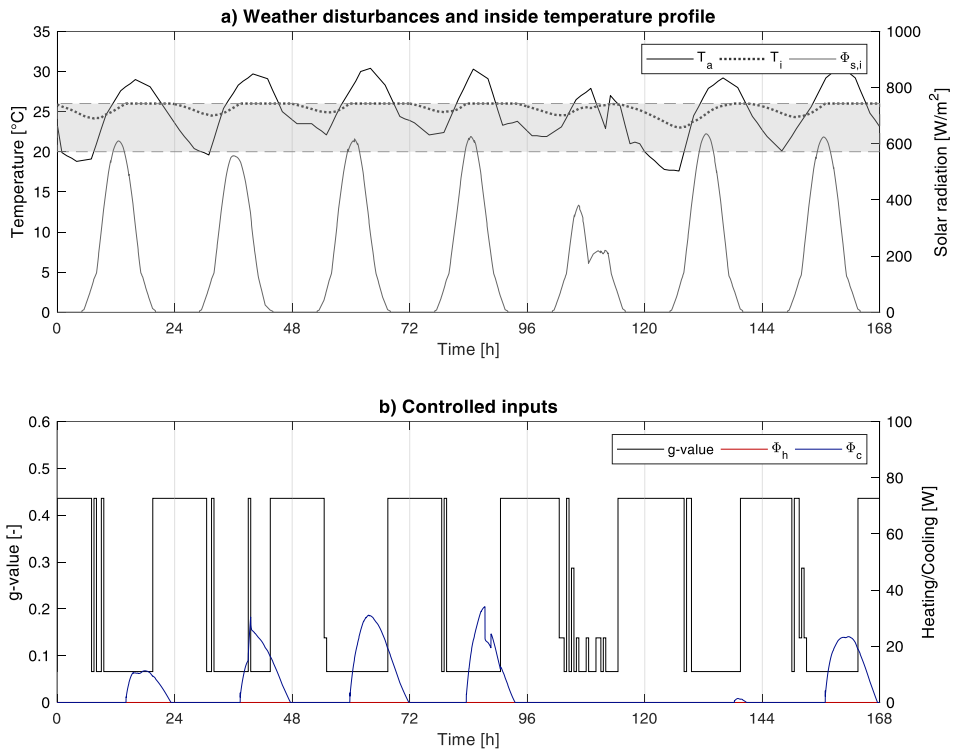 a) Weather disturbances and inside temperature profile
35
30
25
20
15
10
5
0
Temperature [°C]
1000
800
600
400
200
0
Solar radiation [W/m²]
T_a T_i Φ_s,i
0 24 48 72 96 120 144 168
Time [h]
b) Controlled inputs
0.6
0.5
0.4
0.3
0.2
0.1
0
g-value [-]
100
80
60
40
20
0
Heating/Cooling [W]
g-value Φ_h Φ_c
0 24 48 72 96 120 144 168
Time [h]